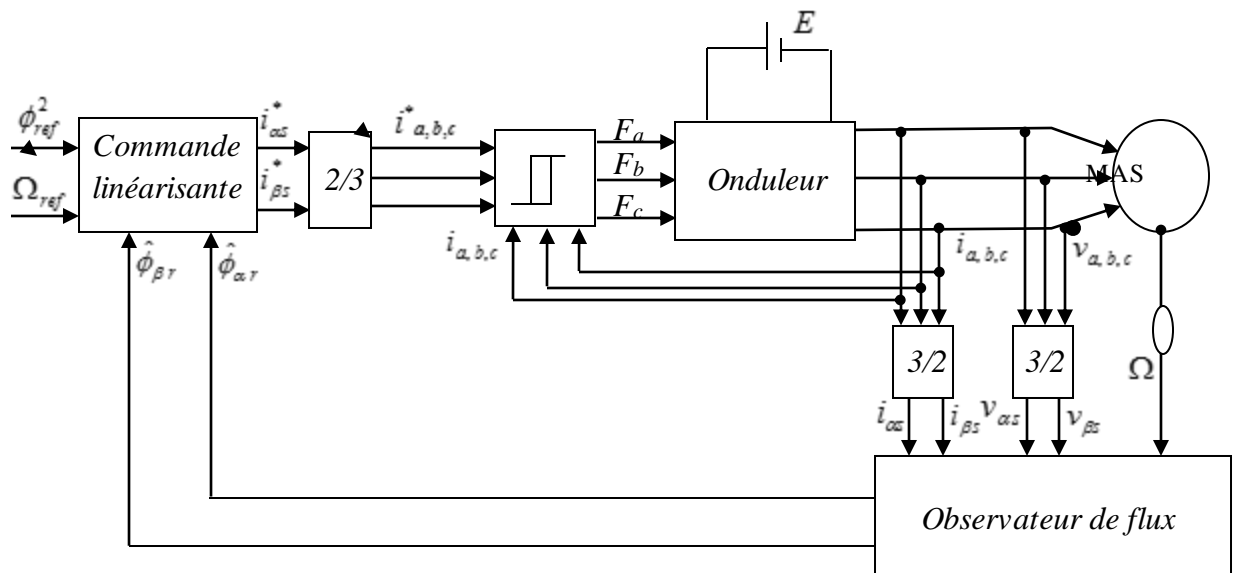 E
ϕ²ref
Commande
linéarisante
i*αs
2/3
i*a,b,c
Fa
Fb
Fc
Onduleur
MAS
Ωref
i*βs
ϕ̂βr
ϕ̂αr
ia,b,c
ia,b,c
va,b,c
3/2
3/2
Ω
iαs
iβs
vαs
vβs
Observateur de flux